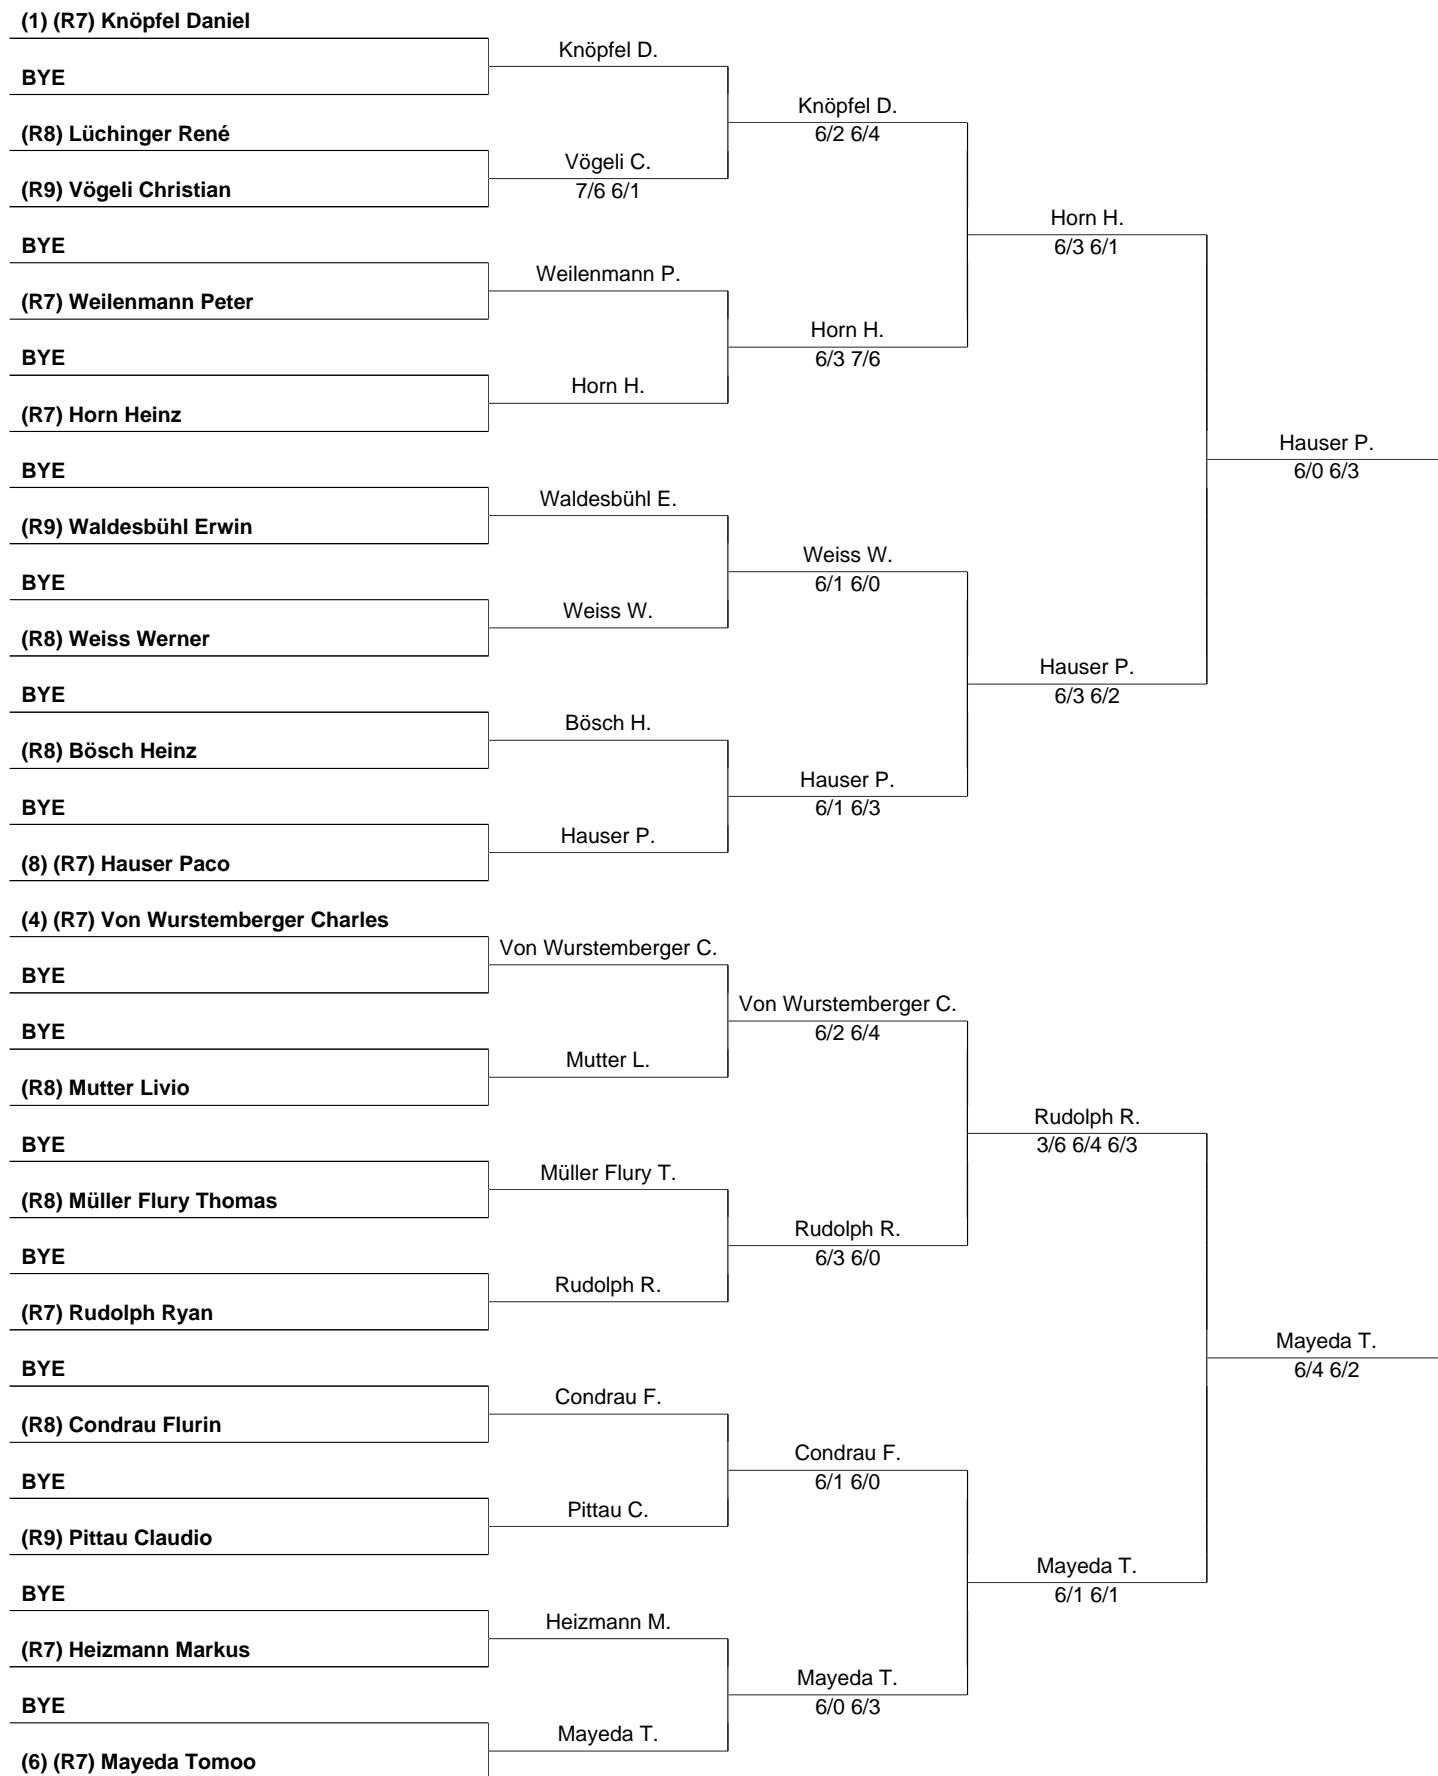 (1) (R7) Knöpfel Daniel
Knöpfel D.
BYE
Knöpfel D.
6/2 6/4
(R8) Lüchinger René
Vögeli C.
7/6 6/1
(R9) Vögeli Christian
Horn H.
6/3 6/1
BYE
Weilenmann P.
(R7) Weilenmann Peter
Horn H.
6/3 7/6
BYE
Horn H.
(R7) Horn Heinz
Hauser P.
6/0 6/3
BYE
Waldesbühl E.
(R9) Waldesbühl Erwin
Weiss W.
6/1 6/0
BYE
Weiss W.
(R8) Weiss Werner
Hauser P.
6/3 6/2
BYE
Bösch H.
(R8) Bösch Heinz
Hauser P.
6/1 6/3
BYE
Hauser P.
(8) (R7) Hauser Paco
(4) (R7) Von Wurstemberger Charles
Von Wurstemberger C.
BYE
Von Wurstemberger C.
6/2 6/4
BYE
Mutter L.
(R8) Mutter Livio
Rudolph R.
3/6 6/4 6/3
BYE
Müller Flury T.
(R8) Müller Flury Thomas
Rudolph R.
6/3 6/0
BYE
Rudolph R.
(R7) Rudolph Ryan
Mayeda T.
6/4 6/2
BYE
Condrau F.
(R8) Condrau Flurin
Condrau F.
6/1 6/0
BYE
Pittau C.
(R9) Pittau Claudio
Mayeda T.
6/1 6/1
BYE
Heizmann M.
(R7) Heizmann Markus
Mayeda T.
6/0 6/3
BYE
Mayeda T.
(6) (R7) Mayeda Tomoo